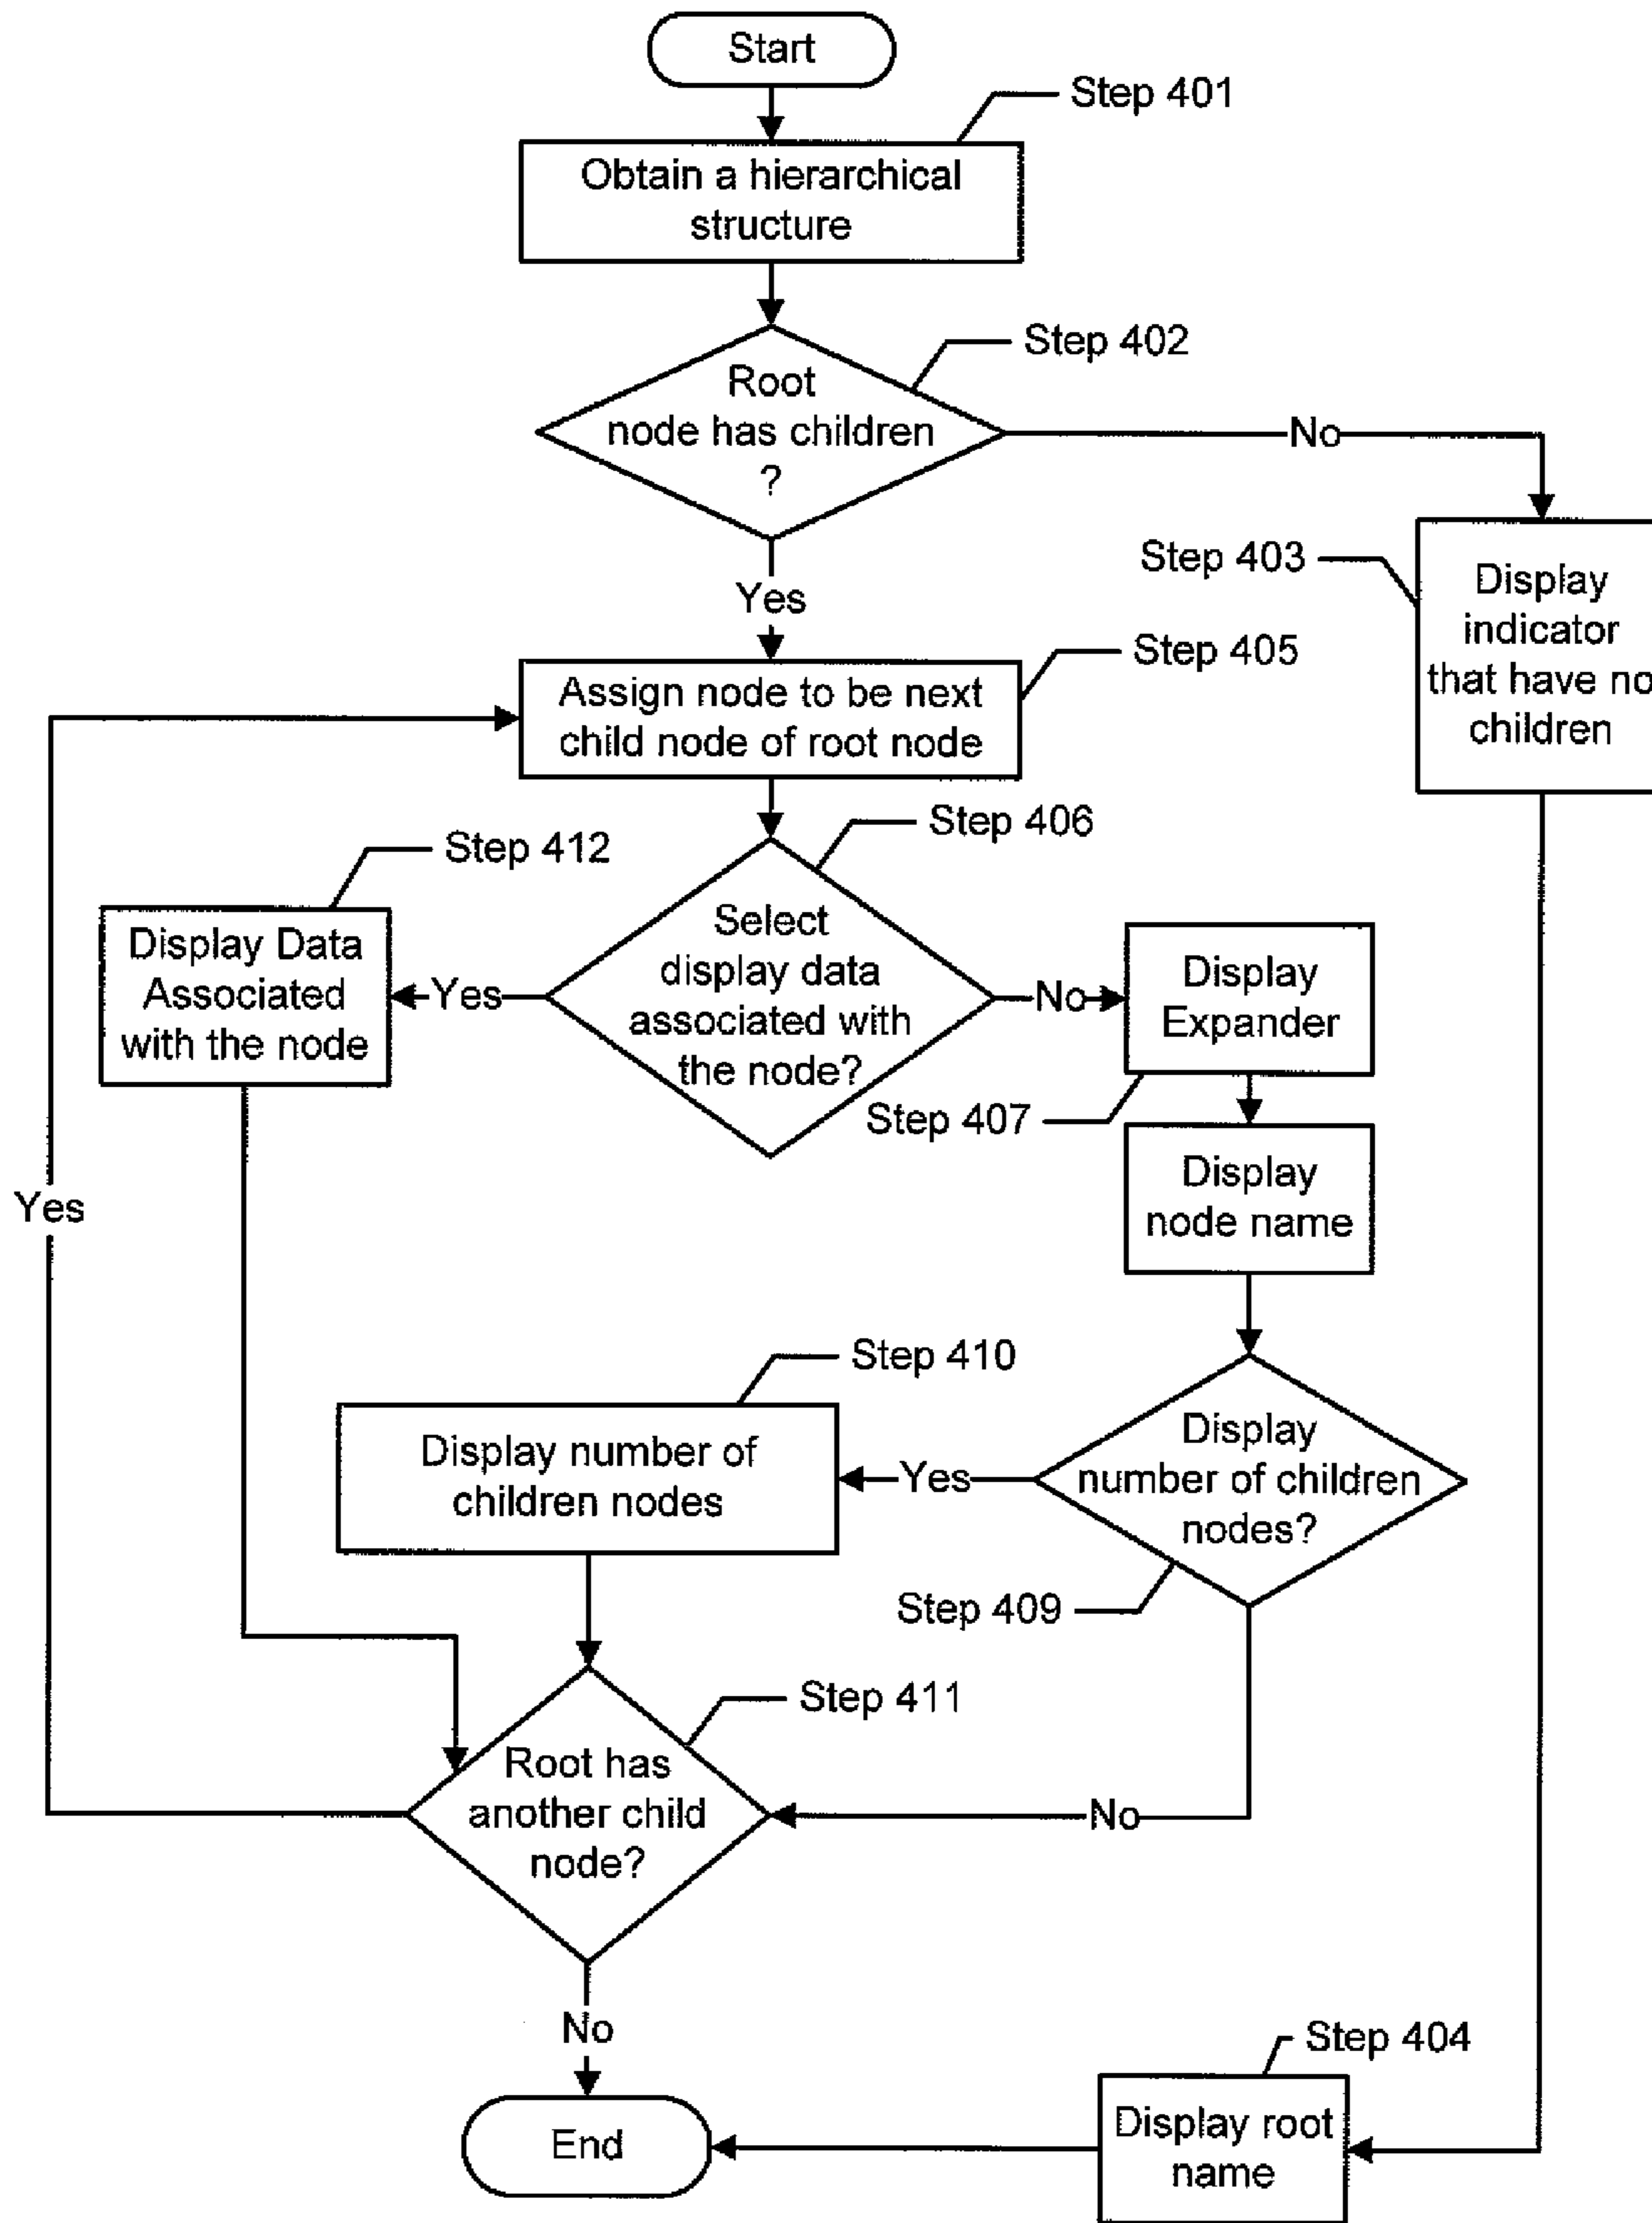 Start
Step 401
Obtain a hierarchical
structure
Step 402
Root
node has children
?
No
Step 403
Display
indicator
that have no
children
Yes
Step 405
Assign node to be next
child node of root node
Step 406
Step 412
Select
display data
associated with
the node?
Display Data
Associated
with the node
Yes
No
Display
Expander
Step 407
Display
node name
Yes
Step 410
Display number of
children nodes
Yes
Display
number of children
nodes?
Step 409
Step 411
Root has
another child
node?
No
No
Step 404
End
Display root
name